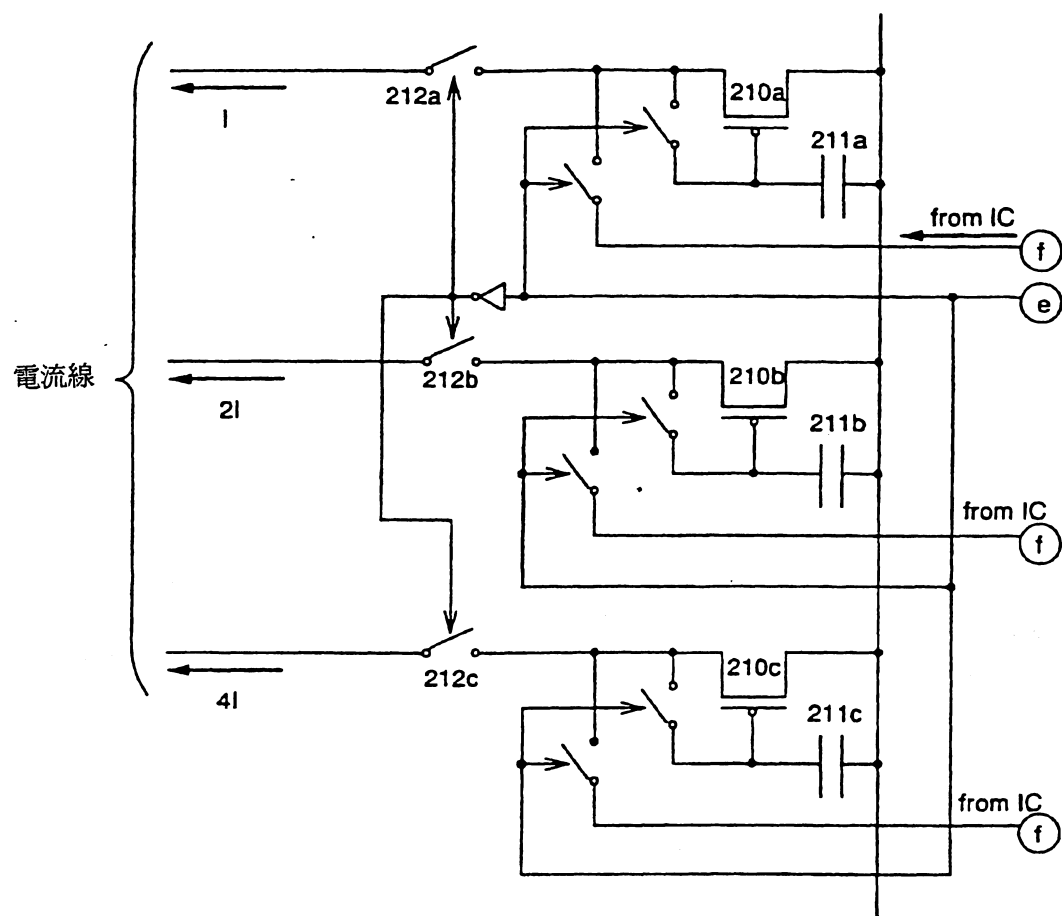 212a
210a
I
211a
from IC
f
e
電流線
212b
210b
2I
211b
from IC
f
212c
210c
4I
211c
from IC
f